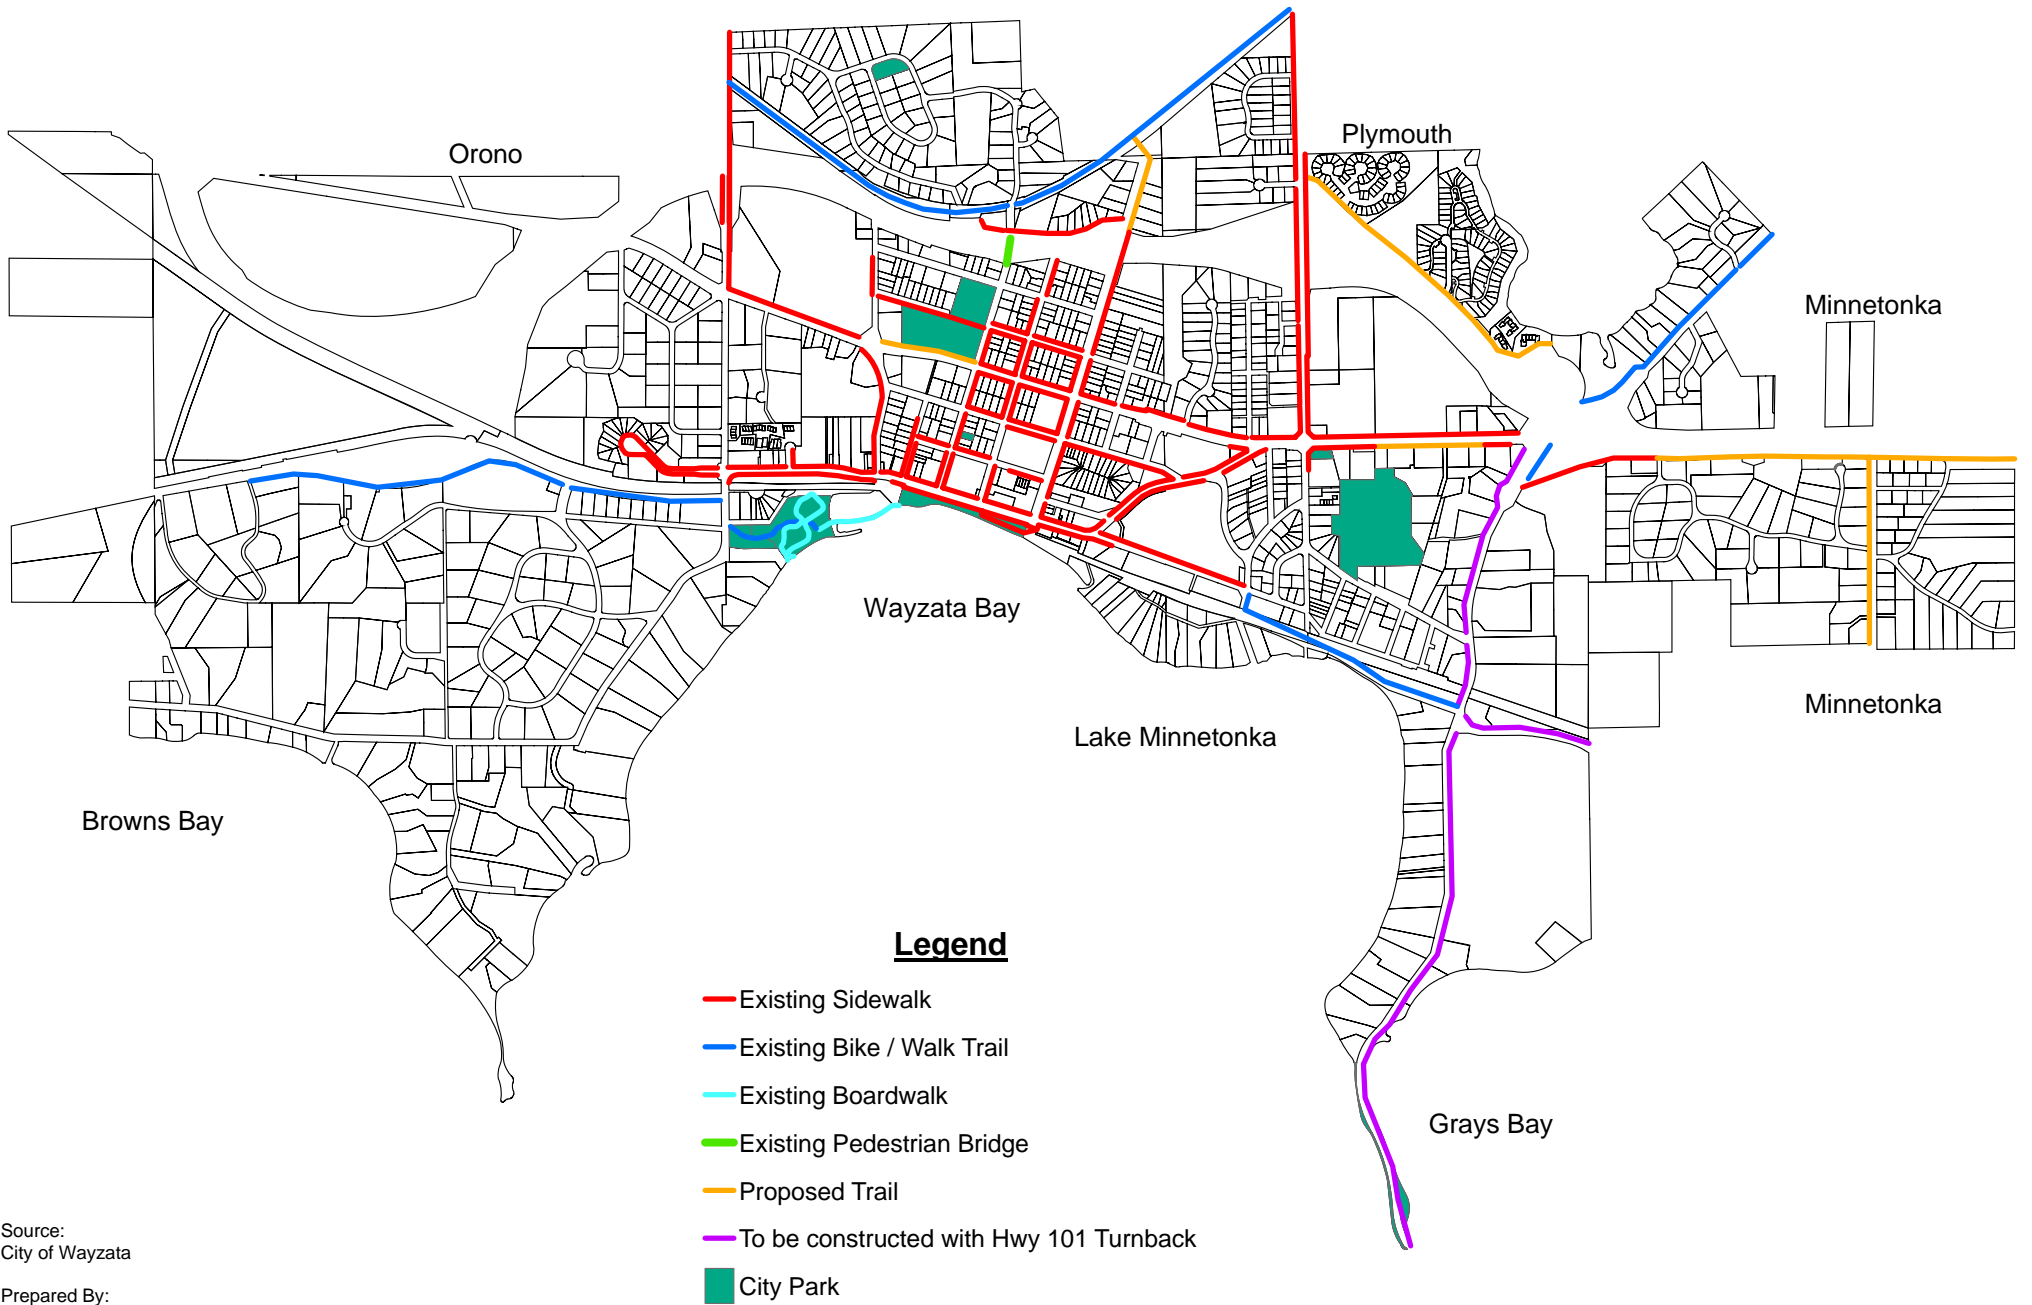 Orono
Plymouth
Minnetonka
Wayzata Bay
Minnetonka
Lake Minnetonka
Browns Bay
Legend
Existing Sidewalk
Existing Bike / Walk Trail
Existing Boardwalk
Existing Pedestrian Bridge
Grays Bay
Proposed Trail
To be constructed with Hwy 101 Turnback
City Park
Source:
City of Wayzata
Prepared By: